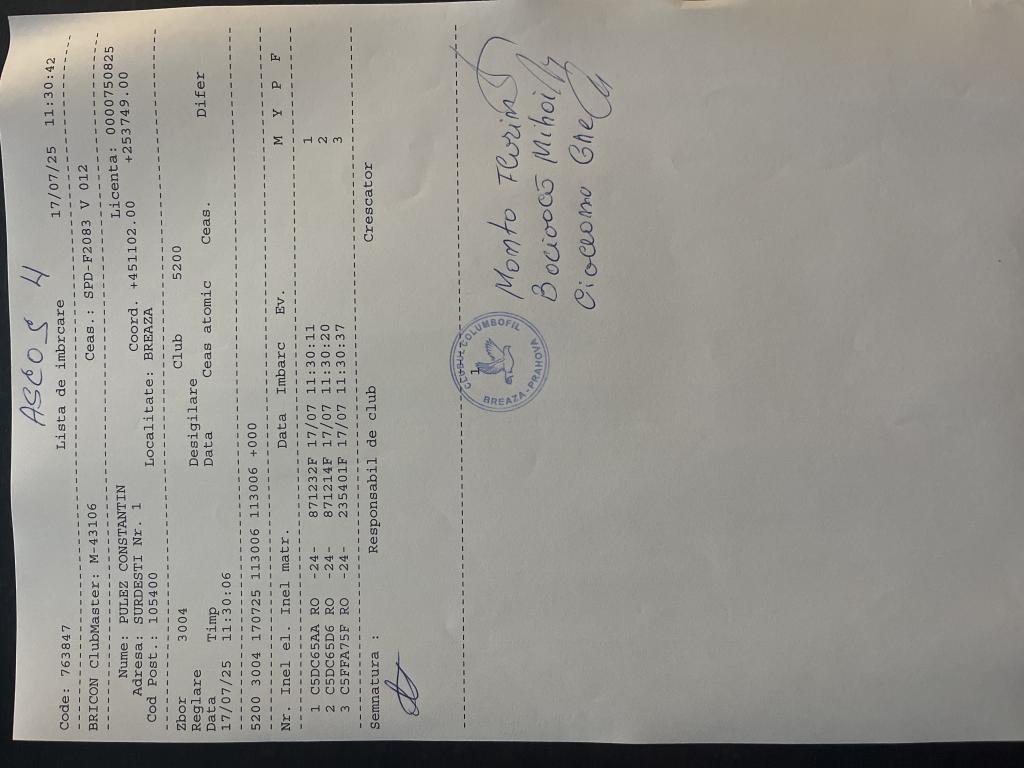 ASCO_S 4
Code: 763847 Lista de imbrcare 17/07/25 11:30:42
BRICON ClubMaster: M-43106 Ceas.: SPD-F2083 V 012
Nume: PULEZ CONSTANTIN Licenta: 0000750825
Adresa: SURDESTI Nr. 1 Coord. +451102.00 +253749.00
Cod Post.: 105400 Localitate: BREAZA
Zbor 3004 Club 5200
Reglare Desigilare
Data Timp Data Ceas atomic Ceas. Difer
17/07/25 11:30:06
5200 3004 170725 113006 113006 +000
Nr. Inel el. Inel matr. Data Imbarc Ev. M Y P F
1 C5DC65AA RO -24- 871232F 17/07 11:30:11 1
2 C5DC65D6 RO -24- 871214F 17/07 11:30:20 2
3 C5FFA75F RO -24- 235401F 17/07 11:30:37 3
Semnatura : Responsabil de club Crescator
CLUBUL COLUMBOFIL
1
BREAZA-PRAHOVA
Monto Florin
Bocioacă Mihai